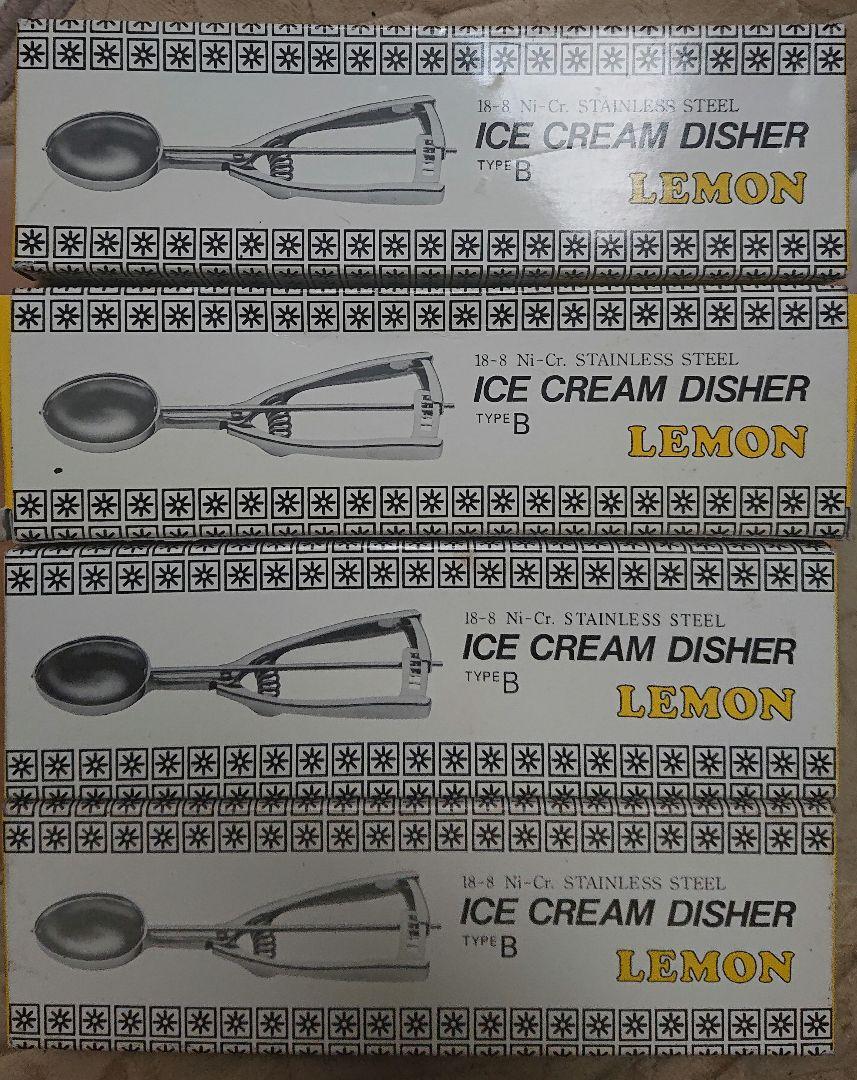 18-8 Ni-Cr. STAINLESS STEEL
ICE CREAM DISHER
TYPE B
LEMON
18-8 Ni-Cr. STAINLESS STEEL
ICE CREAM DISHER
TYPE B
LEMON
18-8 Ni-Cr. STAINLESS STEEL
ICE CREAM DISHER
TYPE B
LEMON
18-8 Ni-Cr. STAINLESS STEEL
ICE CREAM DISHER
TYPE B
LEMON